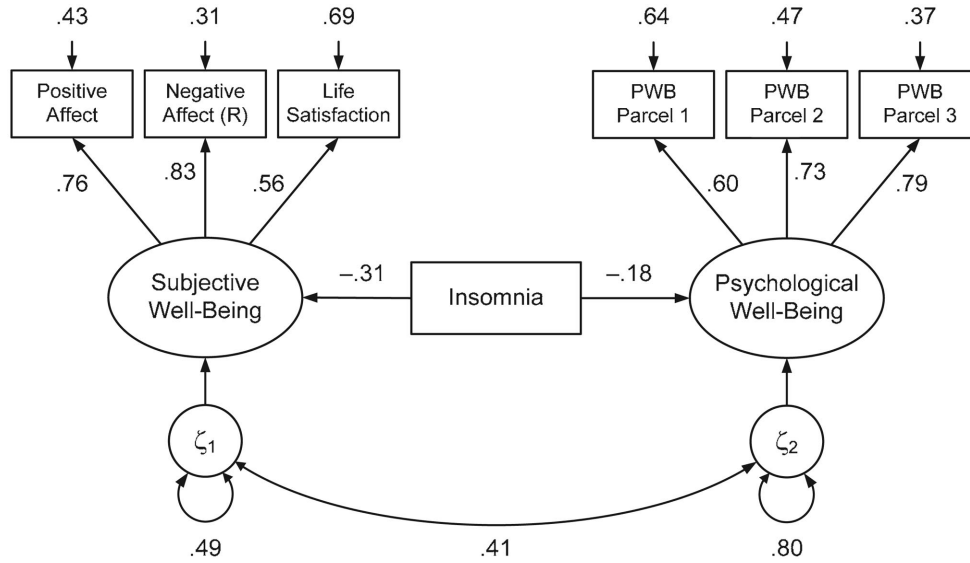 .43
.31
.69
.64
.47
.37
Positive
Affect
Negative
Affect (R)
Life
Satisfaction
PWB
Parcel 1
PWB
Parcel 2
PWB
Parcel 3
.76
.83
.56
.60
.73
.79
Subjective
Well-Being
–.31
Insomnia
–.18
Psychological
Well-Being
ζ1
ζ2
.49
.41
.80